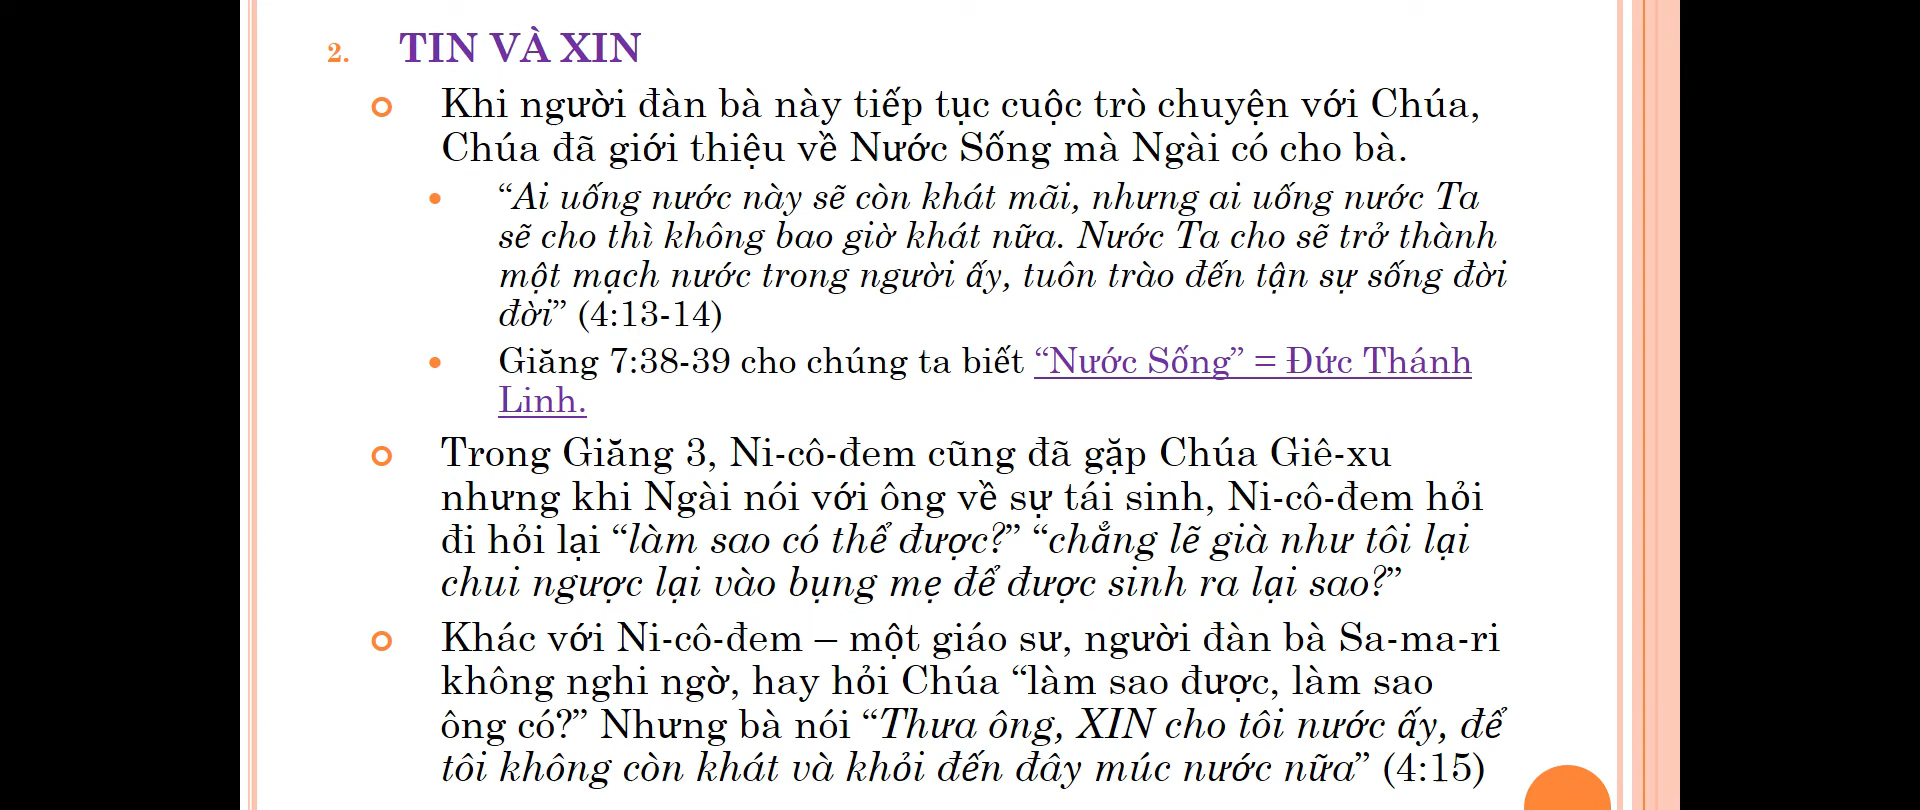 2. TIN VÀ XIN
Khi người đàn bà này tiếp tục cuộc trò chuyện với Chúa,
Chúa đã giới thiệu về Nước Sống mà Ngài có cho bà.
“Ai uống nước này sẽ còn khát mãi, nhưng ai uống nước Ta
sẽ cho thì không bao giờ khát nữa. Nước Ta cho sẽ trở thành
một mạch nước trong người ấy, tuôn trào đến tận sự sống đời
đời” (4:13-14)
Giăng 7:38-39 cho chúng ta biết “Nước Sống” = Đức Thánh
Linh.
Trong Giăng 3, Ni-cô-đem cũng đã gặp Chúa Giê-xu
nhưng khi Ngài nói với ông về sự tái sinh, Ni-cô-đem hỏi
đi hỏi lại “làm sao có thể được?” “chẳng lẽ già như tôi lại
chui ngược lại vào bụng mẹ để được sinh ra lại sao?”
Khác với Ni-cô-đem – một giáo sư, người đàn bà Sa-ma-ri
không nghi ngờ, hay hỏi Chúa “làm sao được, làm sao
ông có?” Nhưng bà nói “Thưa ông, XIN cho tôi nước ấy, để
tôi không còn khát và khỏi đến đây múc nước nữa” (4:15)